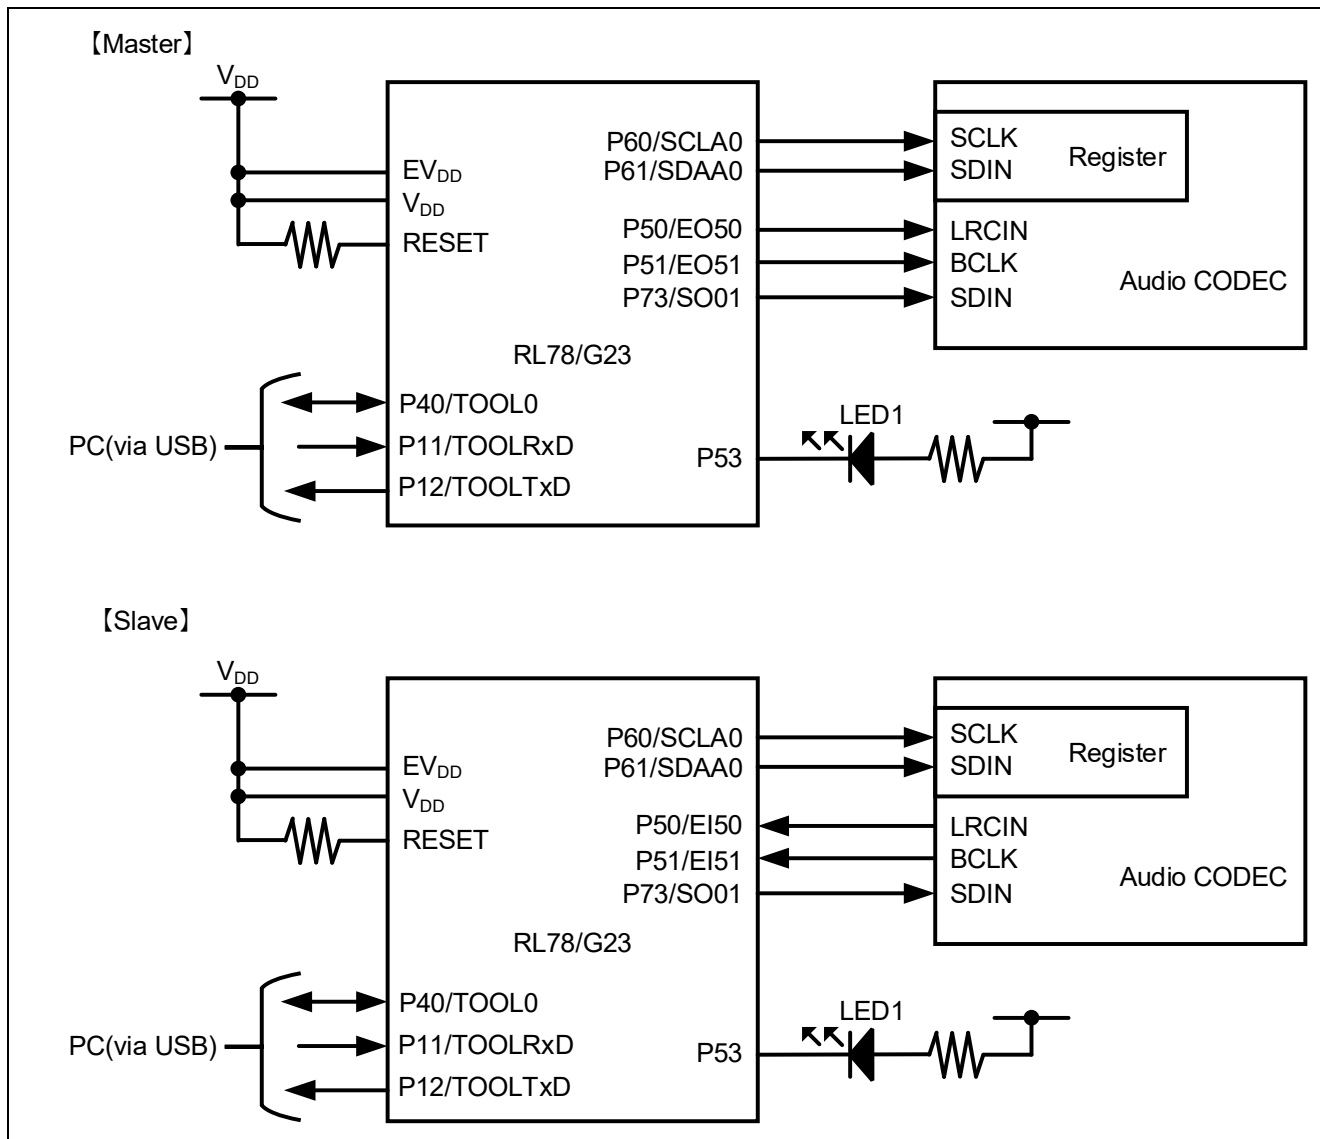 【Master】
VDD
EVDD
VDD
RESET
P60/SCLA0
P61/SDAA0
P50/EO50
P51/EO51
P73/SO01
SCLK
SDIN
Register
LRCIN
BCLK
SDIN
Audio CODEC
RL78/G23
PC(via USB)
P40/TOOL0
P11/TOOLRxD
P12/TOOLTxD
P53
LED1
【Slave】
VDD
EVDD
VDD
RESET
P60/SCLA0
P61/SDAA0
P50/EI50
P51/EI51
P73/SO01
SCLK
SDIN
Register
LRCIN
BCLK
SDIN
Audio CODEC
RL78/G23
PC(via USB)
P40/TOOL0
P11/TOOLRxD
P12/TOOLTxD
P53
LED1